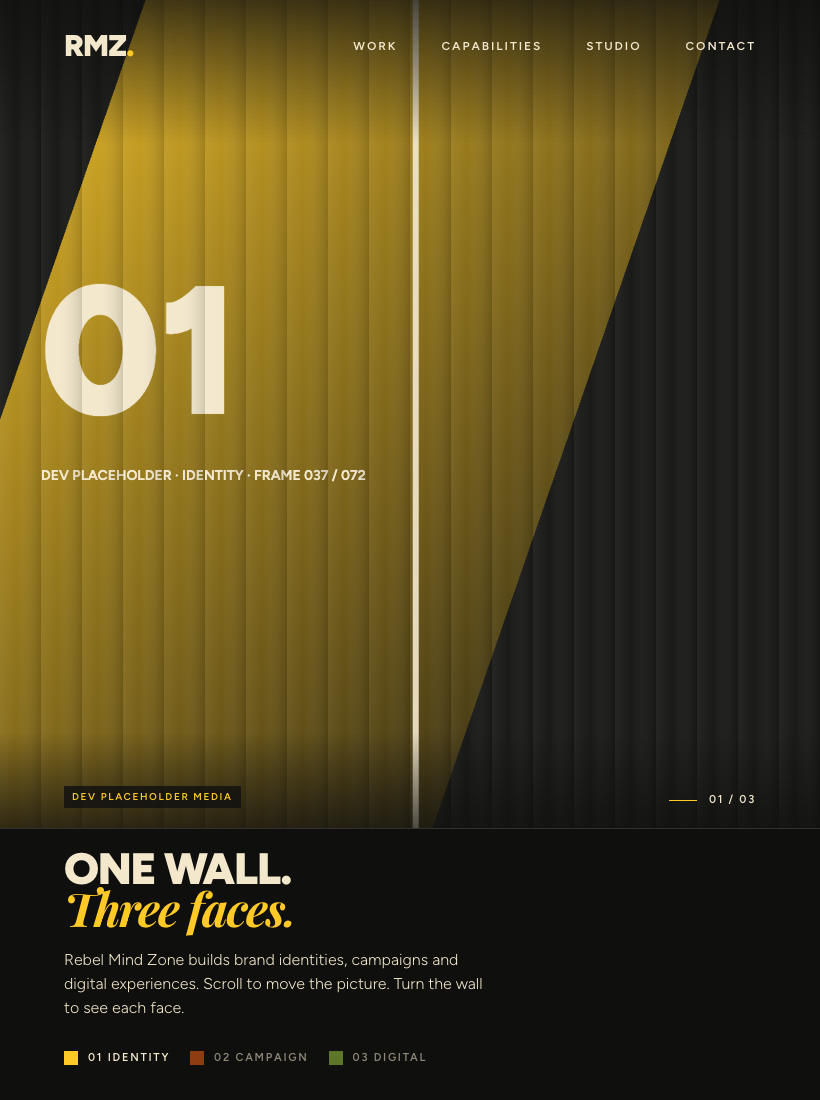 RMZ.
WORK CAPABILITIES STUDIO CONTACT
01
DEV PLACEHOLDER · IDENTITY · FRAME 037 / 072
DEV PLACEHOLDER MEDIA
01 / 03
ONE WALL.
Three faces.
Rebel Mind Zone builds brand identities, campaigns and
digital experiences. Scroll to move the picture. Turn the wall
to see each face.
01 IDENTITY 02 CAMPAIGN 03 DIGITAL